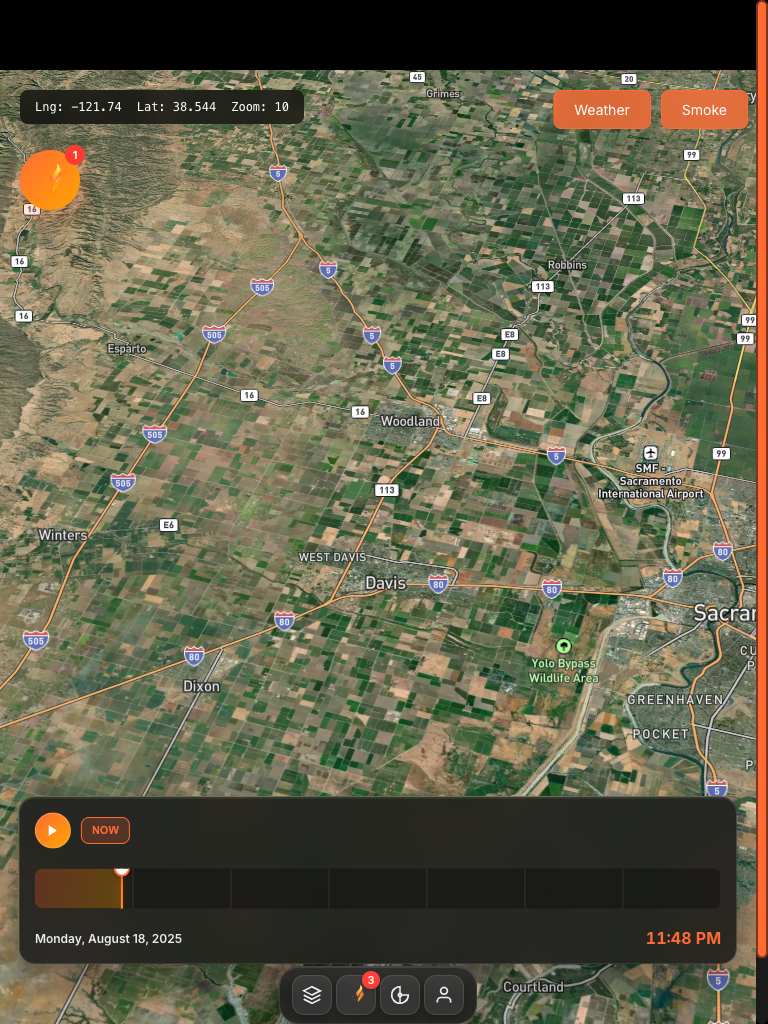 45
20
Grimes
Lng: −121.74 Lat: 38.544 Zoom: 10
Weather
Smoke
1
99
5
16
113
16
5
Robbins
505
113
16
99
505
5
E8
99
Esparto
E8
5
16
E8
16
Woodland
505
5
99
SMF -
Sacramento
International Airport
505
113
E6
Winters
WEST DAVIS
80
Davis
80
80
80
Sacrar
80
505
80
CU
P
Yolo Bypass
Wildlife Area
Dixon
GREENHAVEN
POCKET
P
5
NOW
Monday, August 18, 2025
11:48 PM
3
5
Courtland